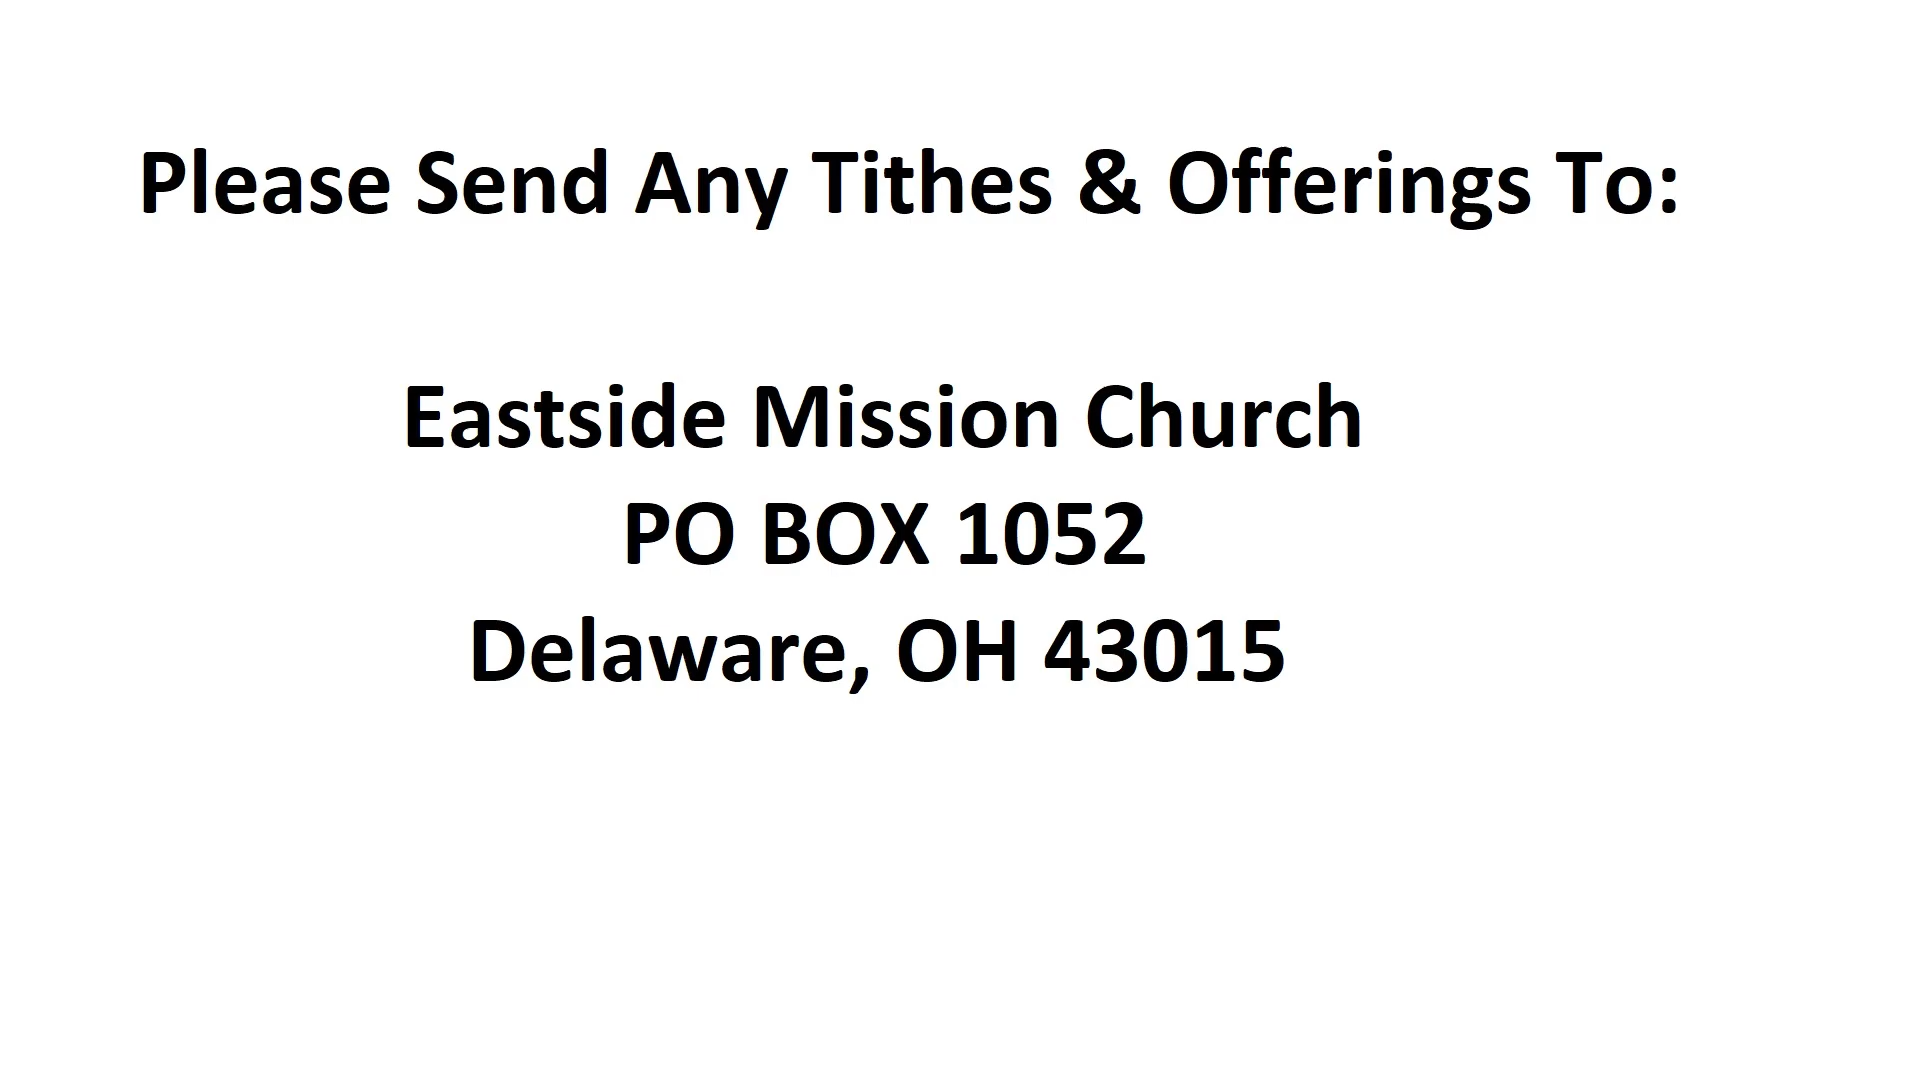 Please Send Any Tithes & Offerings To:
Eastside Mission Church
PO BOX 1052
Delaware, OH 43015